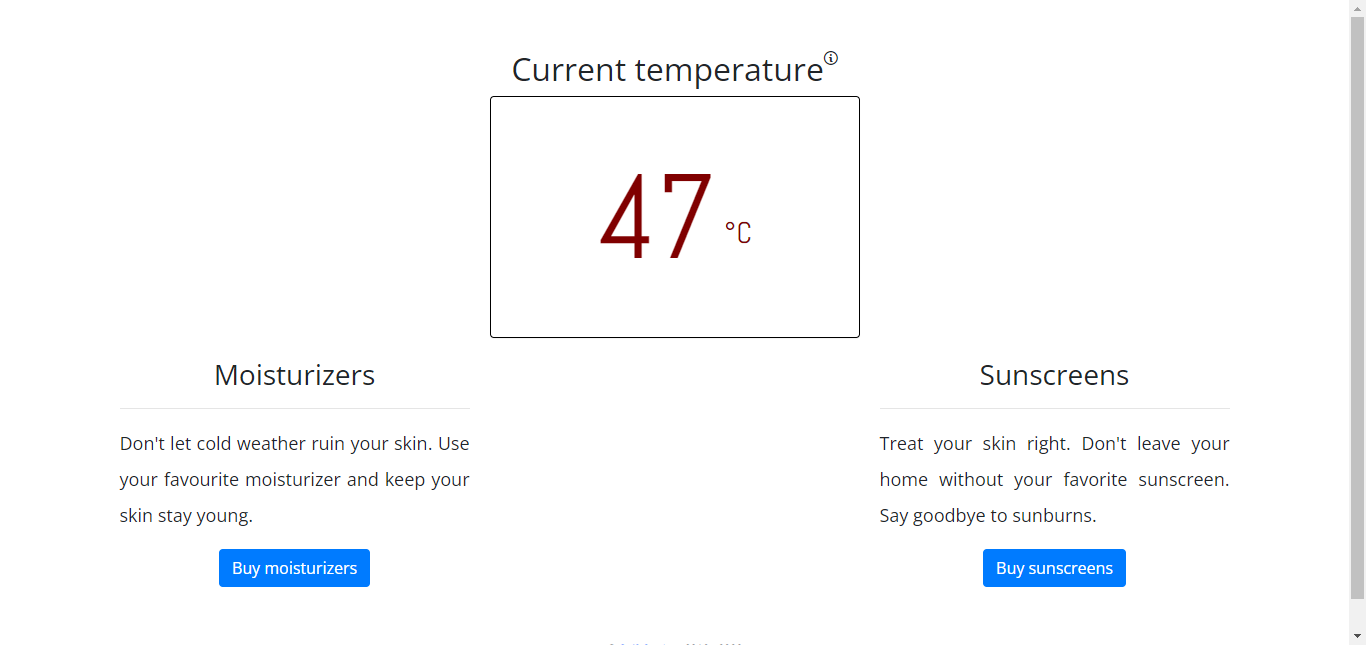 Current temperature
47 °C
Moisturizers
Don't let cold weather ruin your skin. Use
your favourite moisturizer and keep your
skin stay young.
Buy moisturizers
Sunscreens
Treat your skin right. Don't leave your
home without your favorite sunscreen.
Say goodbye to sunburns.
Buy sunscreens